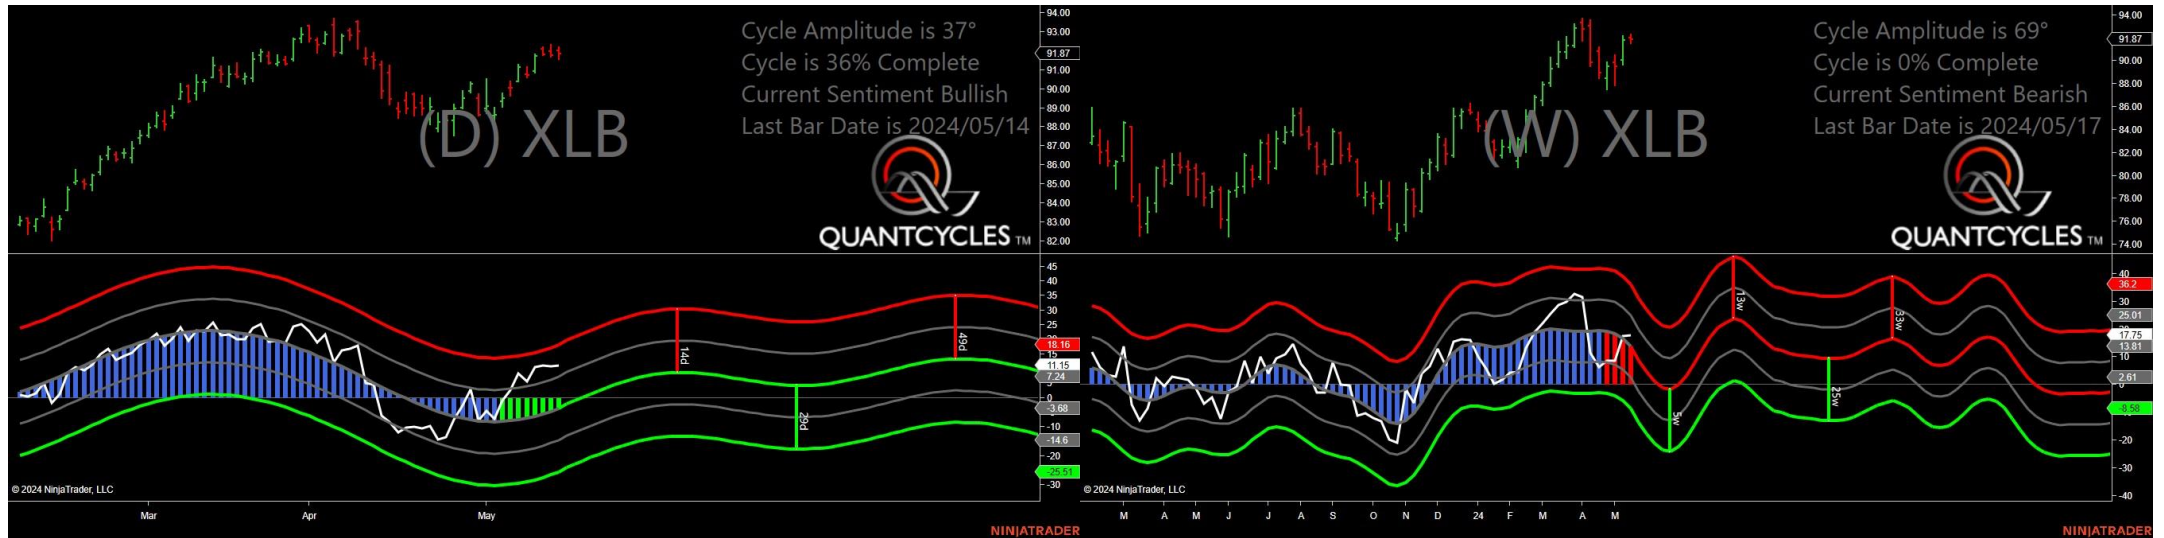 Cycle Amplitude is 37°
Cycle is 36% Complete
Current Sentiment Bullish
Last Bar Date is 2024/05/14
(D) XLB
QUANTCYCLES TM
94.00
93.00
91.87
91.00
90.00
89.00
88.00
87.00
86.00
85.00
84.00
83.00
82.00
45
40
35
30
25
18.16
15
11.15
7.24
0
-3.68
-10
-14.6
-20
-25.51
-30
14d
29d
49d
© 2024 NinjaTrader, LLC
Mar
Apr
May
NINJATRADER
Cycle Amplitude is 69°
Cycle is 0% Complete
Current Sentiment Bearish
Last Bar Date is 2024/05/17
(W) XLB
QUANTCYCLES TM
94.00
91.87
90.00
88.00
86.00
84.00
82.00
80.00
78.00
76.00
74.00
40
36.2
30
25.01
17.75
13.81
10
2.61
0
-8.58
-20
-30
-40
5w
13w
25w
33w
© 2024 NinjaTrader, LLC
M A M J J A S O N D 24 F M A M
NINJATRADER